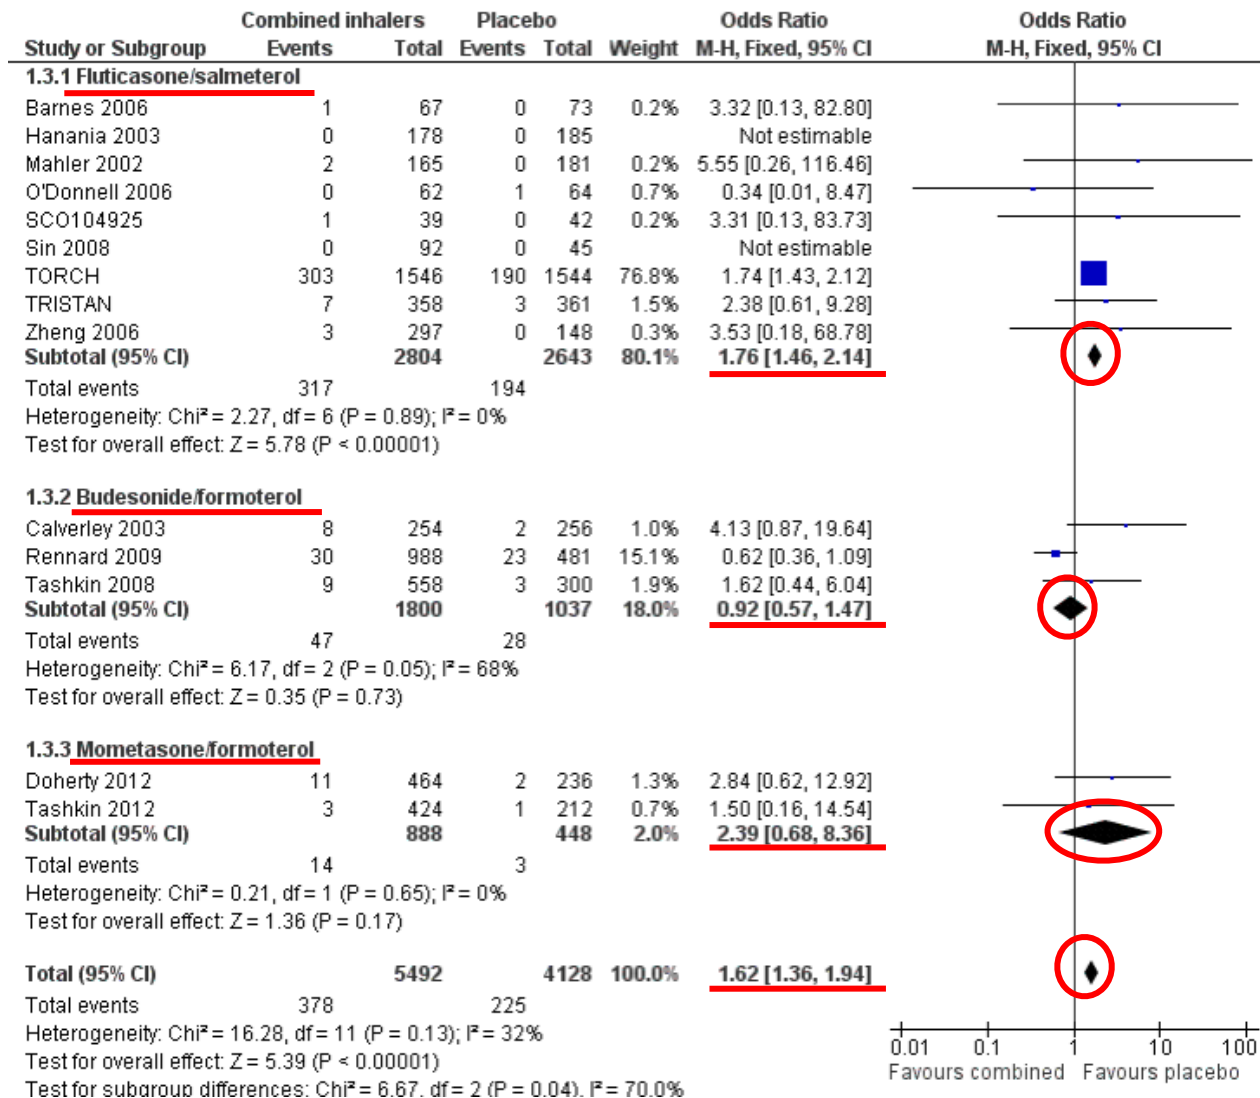 Combined inhalers Placebo Odds Ratio Odds Ratio
Study or Subgroup Events Total Events Total Weight M-H, Fixed, 95% CI M-H, Fixed, 95% CI
1.3.1 Fluticasone/salmeterol
Barnes 2006 1 67 0 73 0.2% 3.32 [0.13, 82.80]
Hanania 2003 0 178 0 185 Not estimable
Mahler 2002 2 165 0 181 0.2% 5.55 [0.26, 116.46]
O'Donnell 2006 0 62 1 64 0.7% 0.34 [0.01, 8.47]
SCO104925 1 39 0 42 0.2% 3.31 [0.13, 83.73]
Sin 2008 0 92 0 45 Not estimable
TORCH 303 1546 190 1544 76.8% 1.74 [1.43, 2.12]
TRISTAN 7 358 3 361 1.5% 2.38 [0.61, 9.28]
Zheng 2006 3 297 0 148 0.3% 3.53 [0.18, 68.78]
Subtotal (95% CI) 2804 2643 80.1% 1.76 [1.46, 2.14]
Total events 317 194
Heterogeneity: Chi² = 2.27, df = 6 (P = 0.89); I² = 0%
Test for overall effect: Z = 5.78 (P < 0.00001)
1.3.2 Budesonide/formoterol
Calverley 2003 8 254 2 256 1.0% 4.13 [0.87, 19.64]
Rennard 2009 30 988 23 481 15.1% 0.62 [0.36, 1.09]
Tashkin 2008 9 558 3 300 1.9% 1.62 [0.44, 6.04]
Subtotal (95% CI) 1800 1037 18.0% 0.92 [0.57, 1.47]
Total events 47 28
Heterogeneity: Chi² = 6.17, df = 2 (P = 0.05); I² = 68%
Test for overall effect: Z = 0.35 (P = 0.73)
1.3.3 Mometasone/formoterol
Doherty 2012 11 464 2 236 1.3% 2.84 [0.62, 12.92]
Tashkin 2012 3 424 1 212 0.7% 1.50 [0.16, 14.54]
Subtotal (95% CI) 888 448 2.0% 2.39 [0.68, 8.36]
Total events 14 3
Heterogeneity: Chi² = 0.21, df = 1 (P = 0.65); I² = 0%
Test for overall effect: Z = 1.36 (P = 0.17)
Total (95% CI) 5492 4128 100.0% 1.62 [1.36, 1.94]
Total events 378 225
Heterogeneity: Chi² = 16.28, df = 11 (P = 0.13); I² = 32%
Test for overall effect: Z = 5.39 (P < 0.00001)
Test for subgroup differences: Chi² = 6.67, df = 2 (P = 0.04), I² = 70.0%
0.01 0.1 1 10 100
Favours combined Favours placebo